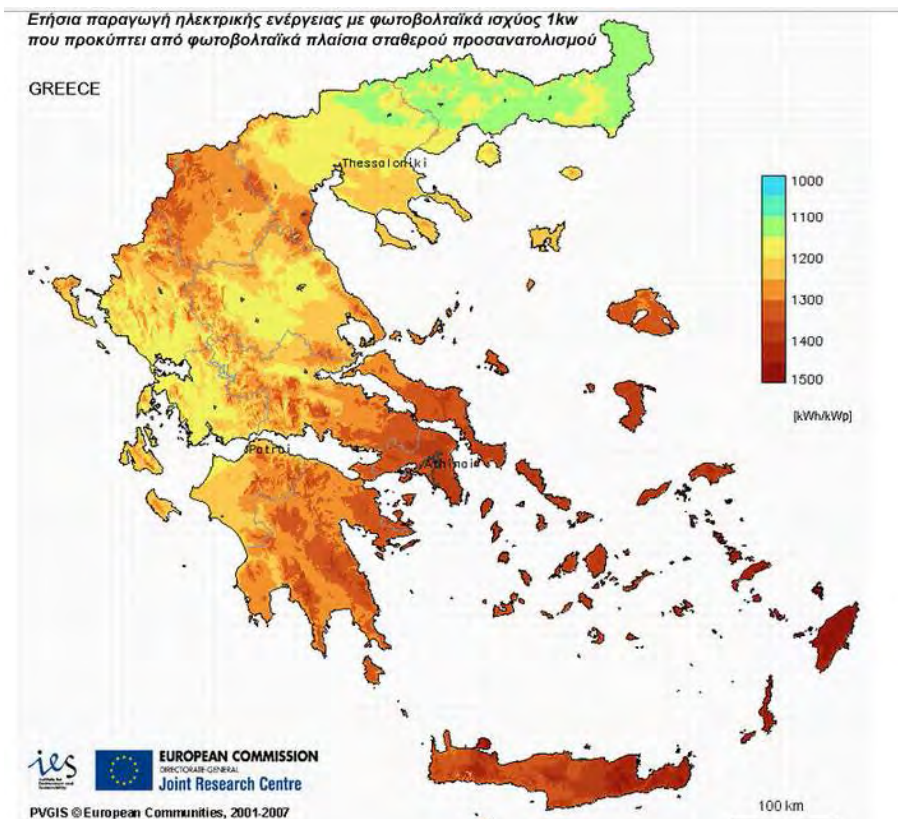 Ετήσια παραγωγή ηλεκτρικής ενέργειας με φωτοβολταϊκά ισχύος 1kw
που προκύπτει από φωτοβολταϊκά πλαίσια σταθερού προσανατολισμού
GREECE
Thessaloniki
1000
1100
1200
1300
1400
1500
[kWh/kWp]
Patrai
Athinai
ies
EUROPEAN COMMISSION
DIRECTORATE-GENERAL
Joint Research Centre
100 km
PVGIS © European Communities, 2001-2007